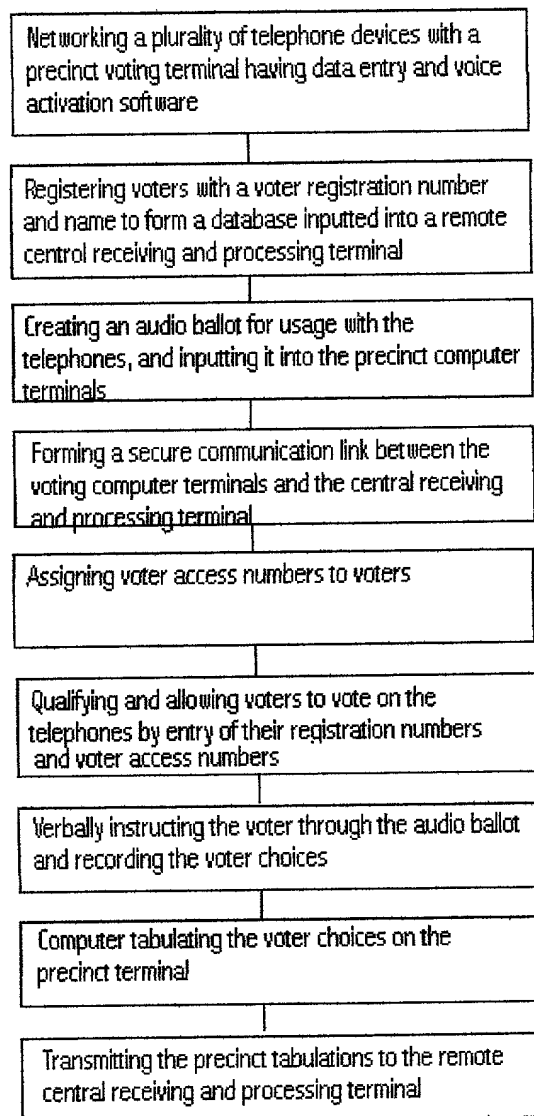 Networking a plurality of telephone devices with a
precinct voting terminal having data entry and voice
activation software
Registering voters with a voter registration number
and name to form a database inputted into a remote
central receiving and processing terminal
Creating an audio ballot for usage with the
telephones, and inputting it into the precinct computer
terminals
Forming a secure communication link between the
voting computer terminals and the central receiving
and processing terminal
Assigning voter access numbers to voters
Qualifying and allowing voters to vote on the
telephones by entry of their registration numbers
and voter access numbers
Verbally instructing the voter through the audio ballot
and recording the voter choices
Computer tabulating the voter choices on the
precinct terminal
Transmitting the precinct tabulations to the remote
central receiving and processing terminal